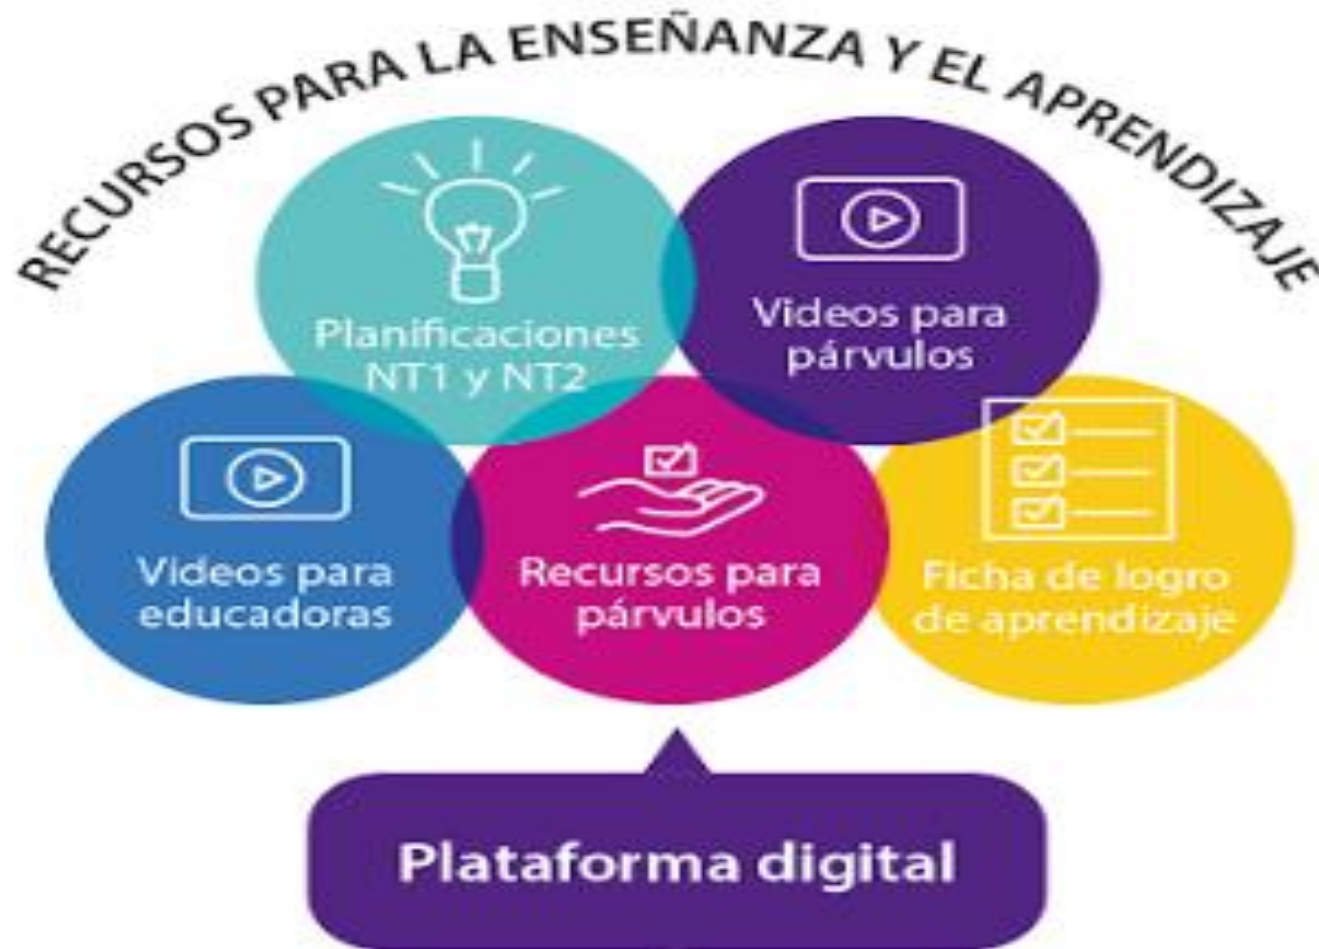 RECURSOS PARA LA ENSEÑANZA Y EL APRENDIZAJE
Planificaciones
NT1 y NT2
Videos para
párvulos
Videos para
educadoras
Recursos para
párvulos
Ficha de logro
de aprendizaje
Plataforma digital